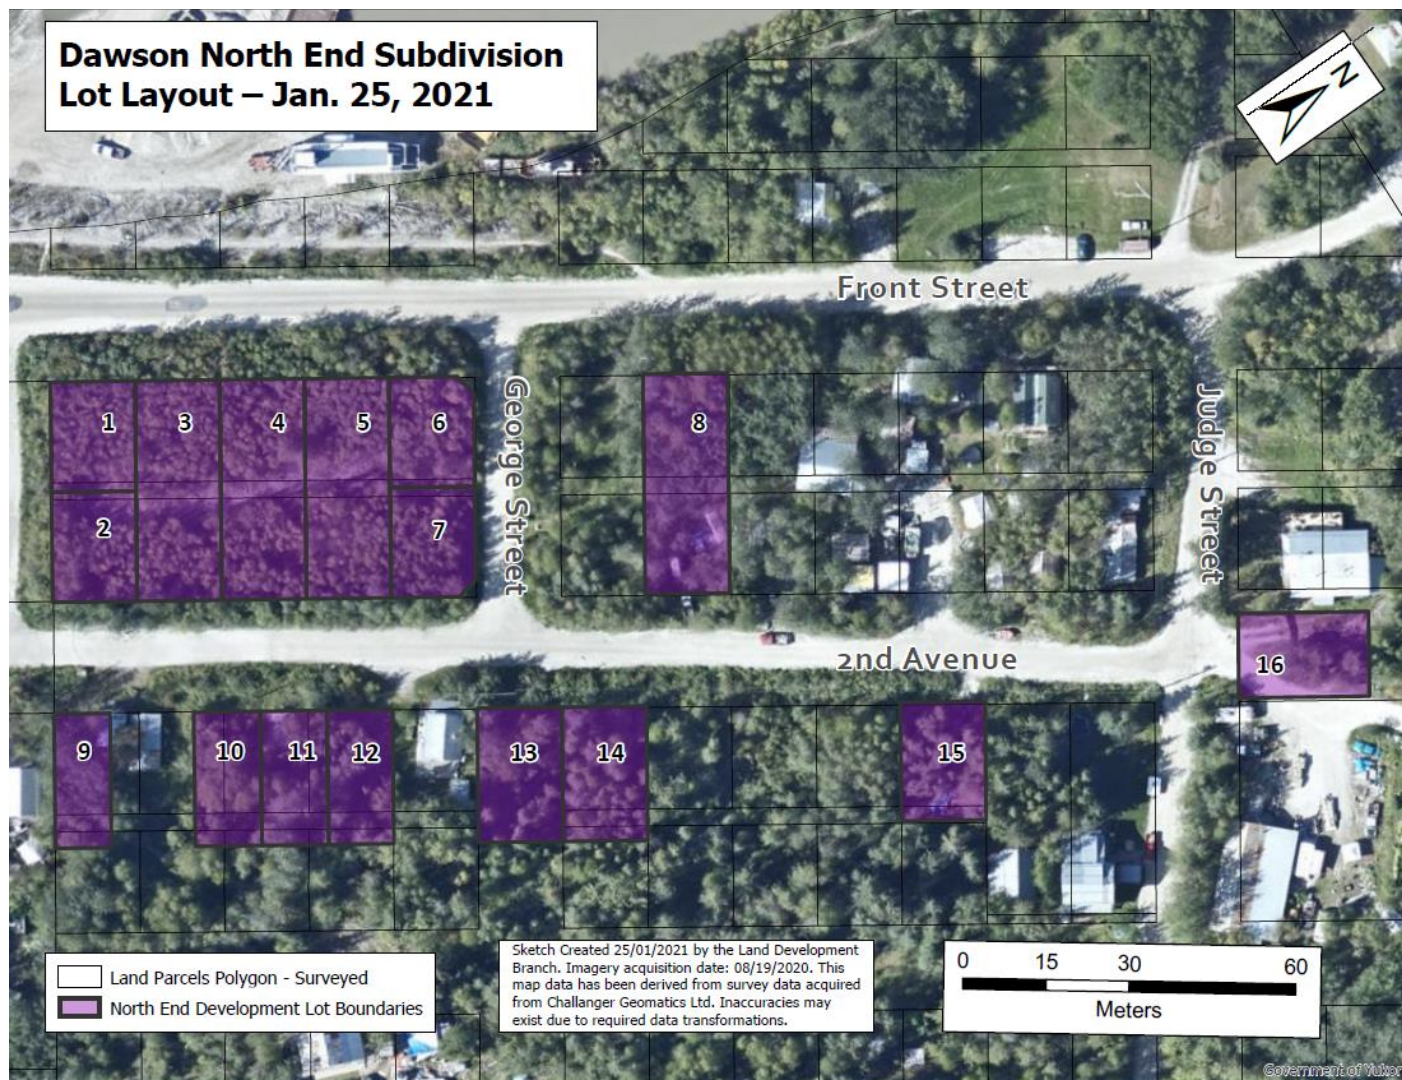 Dawson North End Subdivision
Lot Layout – Jan. 25, 2021
N
Front Street
George Street
Judge Street
1
3
4
5
6
8
2
7
2nd Avenue
16
9
10
11
12
13
14
15
Land Parcels Polygon - Surveyed
North End Development Lot Boundaries
Sketch Created 25/01/2021 by the Land Development
Branch. Imagery acquisition date: 08/19/2020. This
map data has been derived from survey data acquired
from Challanger Geomatics Ltd. Inaccuracies may
exist due to required data transformations.
0 15 30 60
Meters
Government of Yukon